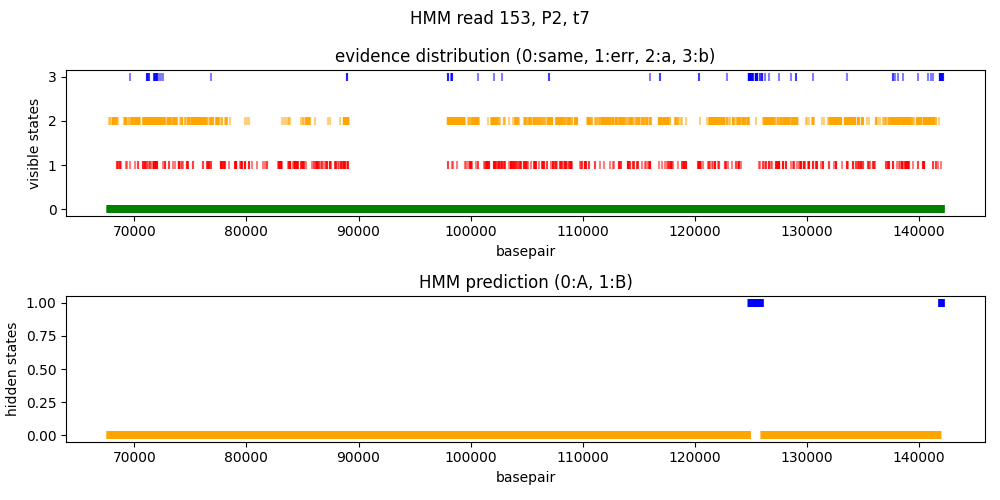 HMM read 153, P2, t7
evidence distribution (0:same, 1:err, 2:a, 3:b)
visible states
3
2
1
0
70000 80000 90000 100000 110000 120000 130000 140000
basepair
HMM prediction (0:A, 1:B)
hidden states
1.00
0.75
0.50
0.25
0.00
70000 80000 90000 100000 110000 120000 130000 140000
basepair